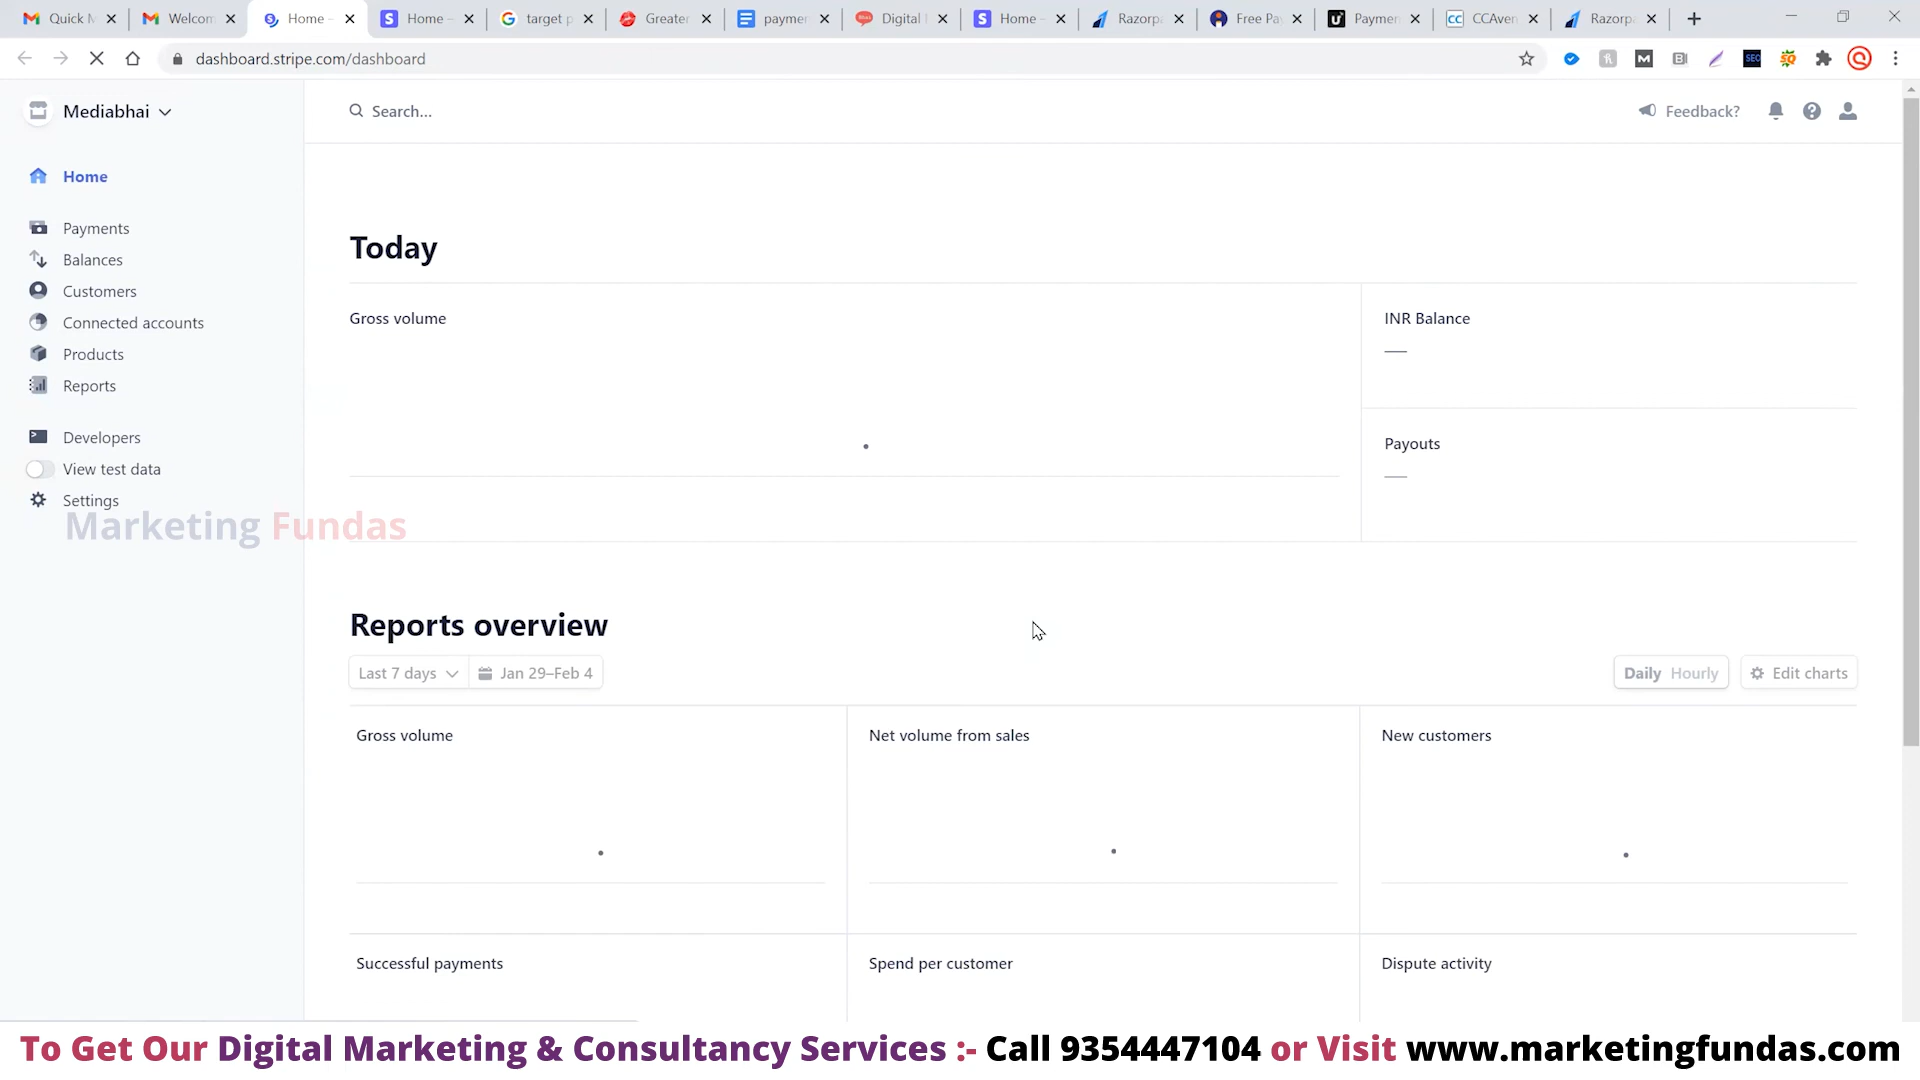 Quick M
Welcom
Home –
Home –
target p
Greater
paymer
Digital
Home –
Razorpa
Free Pay
Paymen
CCAven
Razorpa
dashboard.stripe.com/dashboard
Mediabhai
Search...
Feedback?
Home
Payments
Balances
Customers
Connected accounts
Products
Reports
Developers
View test data
Settings
Marketing Fundas
Today
Gross volume
INR Balance
—
Payouts
—
Reports overview
Last 7 days
Jan 29–Feb 4
Daily Hourly
Edit charts
Gross volume
Net volume from sales
New customers
Successful payments
Spend per customer
Dispute activity
To Get Our Digital Marketing & Consultancy Services :- Call 9354447104 or Visit www.marketingfundas.com